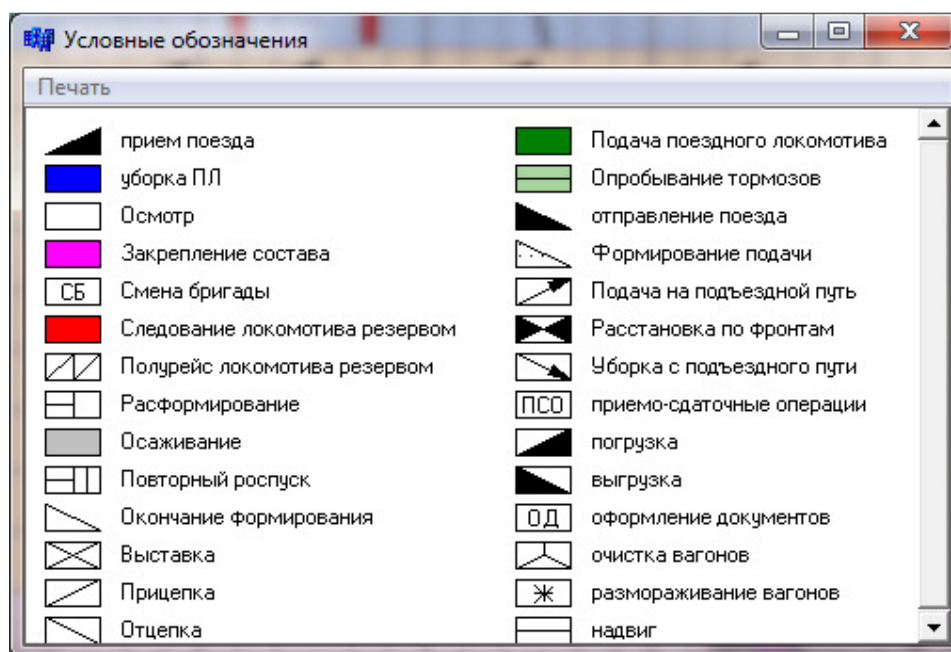 Условные обозначения
Печать
прием поезда
уборка ПЛ
Осмотр
Закрепление состава
СБ Смена бригады
Следование локомотива резервом
Полурейс локомотива резервом
Расформирование
Осаживание
Повторный роспуск
Окончание формирования
Выставка
Прицепка
Отцепка
Подача поездного локомотива
Опробывание тормозов
отправление поезда
Формирование подачи
Подача на подъездной путь
Расстановка по фронтам
Уборка с подъездного пути
ПСО приемо-сдаточные операции
погрузка
выгрузка
ОД оформление документов
очистка вагонов
размораживание вагонов
надвиг